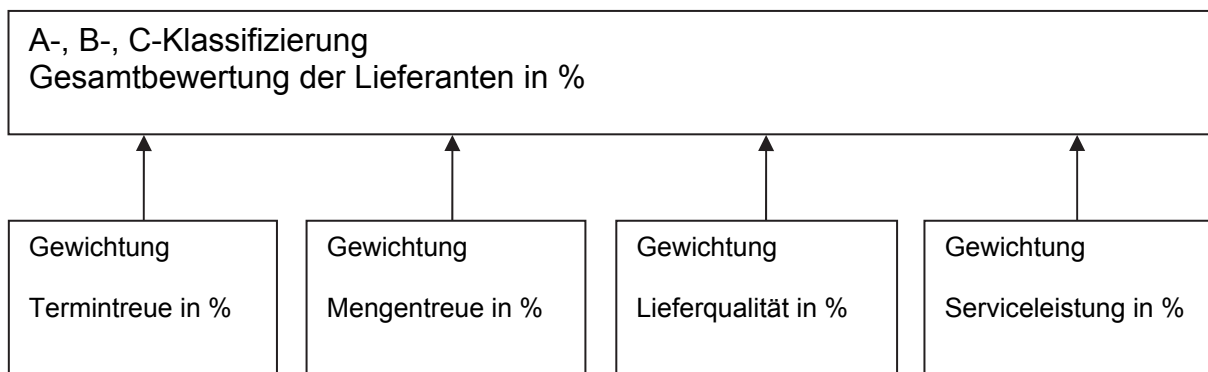 A-, B-, C-Klassifizierung
Gesamtbewertung der Lieferanten in %
Gewichtung
Termintreue in %
Gewichtung
Mengentreue in %
Gewichtung
Lieferqualität in %
Gewichtung
Serviceleistung in %